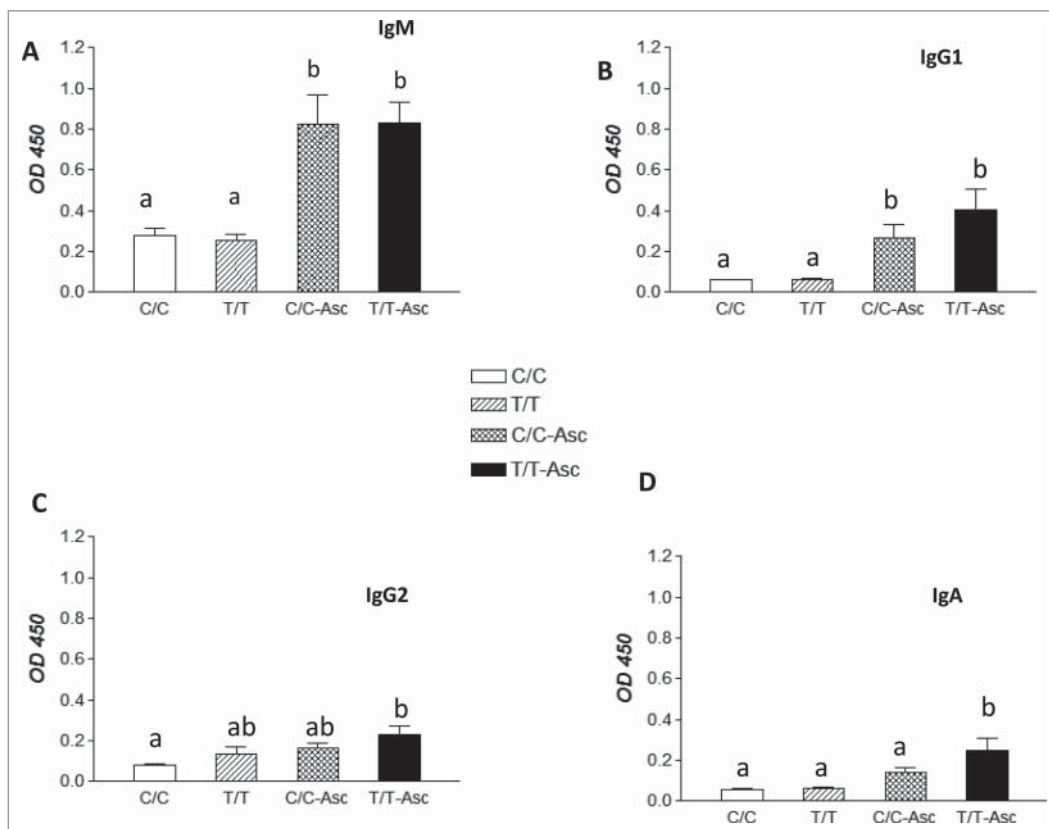 A
IgM
OD 450
1.2
1.0
0.8
0.6
0.4
0.2
0.0
a
a
b
b
C/C
T/T
C/C-Asc
T/T-Asc
B
IgG1
OD 450
1.2
1.0
0.8
0.6
0.4
0.2
0.0
a
a
b
b
C/C
T/T
C/C-Asc
T/T-Asc
C/C
T/T
C/C-Asc
T/T-Asc
C
IgG2
OD 450
1.2
1.0
0.8
0.6
0.4
0.2
0.0
a
ab
ab
b
C/C
T/T
C/C-Asc
T/T-Asc
D
IgA
OD 450
1.2
1.0
0.8
0.6
0.4
0.2
0.0
a
a
a
b
C/C
T/T
C/C-Asc
T/T-Asc